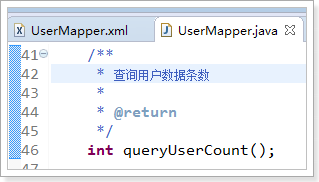 UserMapper.xml UserMapper.java
41 /**
42 * 查询用户数据条数
43 *
44 * @return
45 */
46 int queryUserCount();